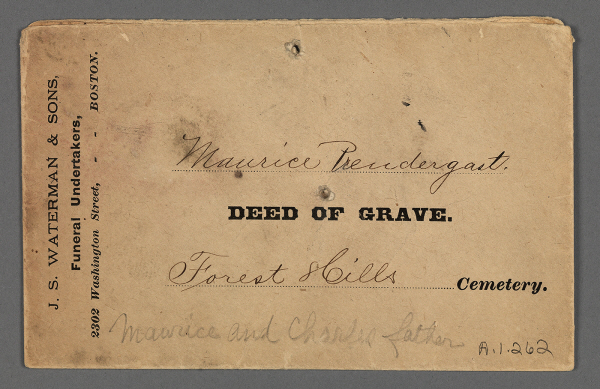 J. S. WATERMAN & SONS,
Funeral Undertakers,
2302 Washington Street, - - BOSTON.
Maurice Prendergast.
DEED OF GRAVE.
Forest Hills Cemetery.
Maurice and Charles father
A.1.262